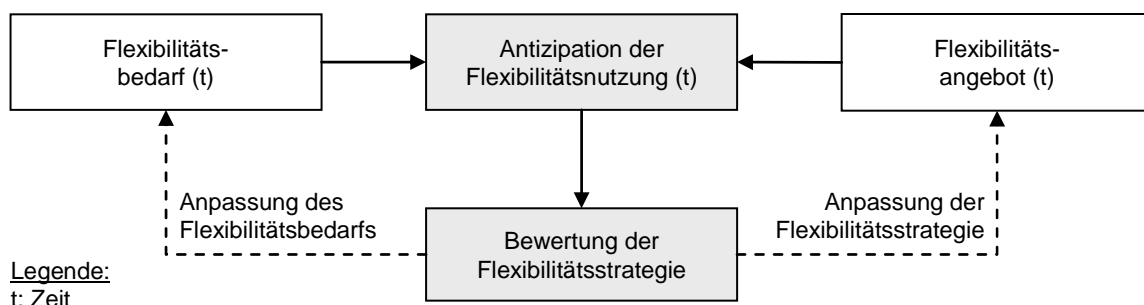 Flexibilitäts-
bedarf (t)
Antizipation der
Flexibilitätsnutzung (t)
Flexibilitäts-
angebot (t)
Anpassung des
Flexibilitätsbedarfs
Anpassung der
Flexibilitätsstrategie
Bewertung der
Flexibilitätsstrategie
Legende:
t: Zeit